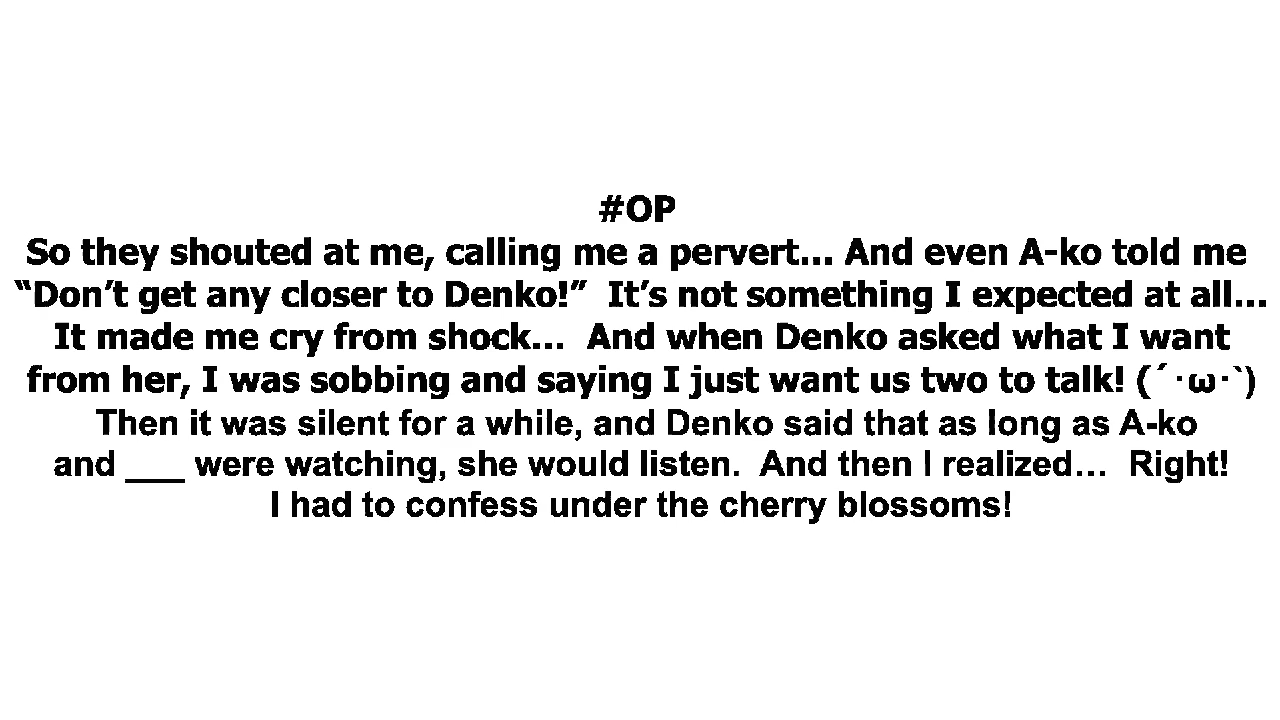 #OP
So they shouted at me, calling me a pervert... And even A-ko told me
“Don’t get any closer to Denko!”  It’s not something I expected at all...
It made me cry from shock...  And when Denko asked what I want
from her, I was sobbing and saying I just want us two to talk! (´･ω･`)
Then it was silent for a while, and Denko said that as long as A-ko
and ___ were watching, she would listen.  And then I realized…  Right!
I had to confess under the cherry blossoms!